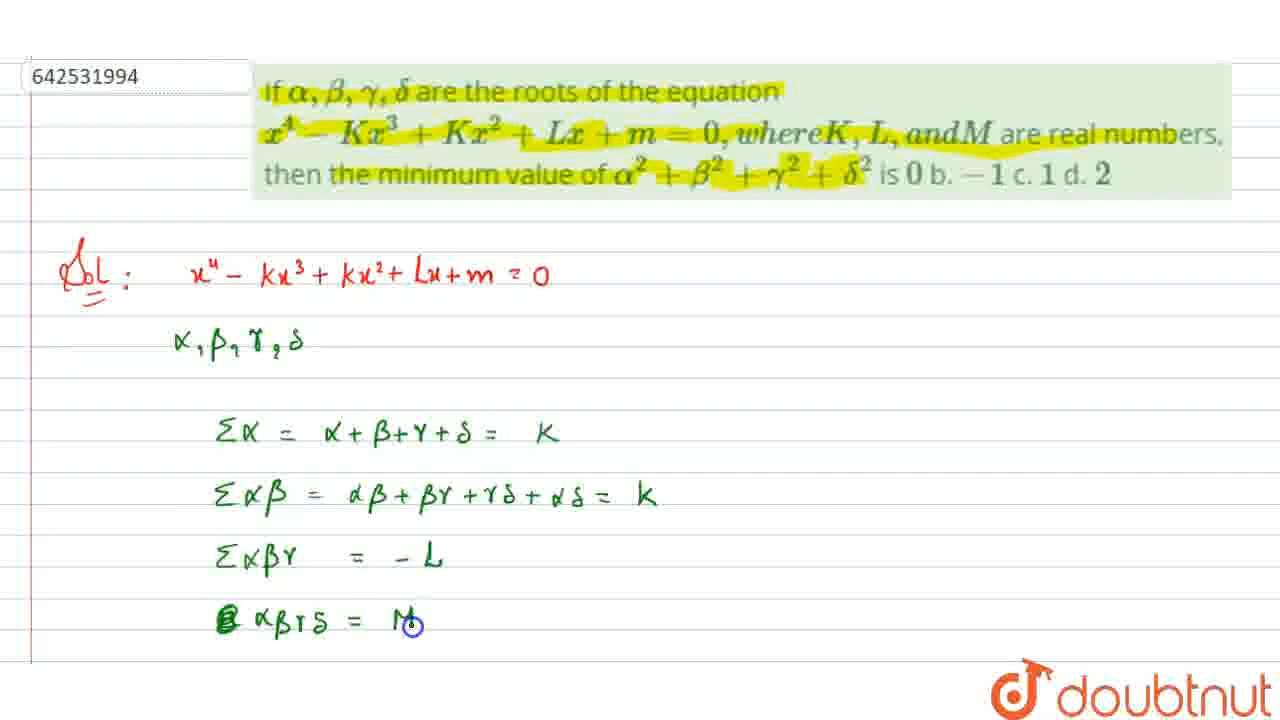 642531994
If α, β, γ, δ are the roots of the equation
x⁴ − Kx³ + Kx² + Lx + m = 0, whereK, L, andM are real numbers,
then the minimum value of α² + β² + γ² + δ² is 0 b. −1 c. 1 d. 2
Sol: x⁴ − kx³ + kx² + Lx + m = 0
α, β, γ, δ
Σα = α + β + γ + δ = K
Σαβ = αβ + βγ + γδ + αδ = k
Σαβγ = − L
αβγδ = M
doubtnut